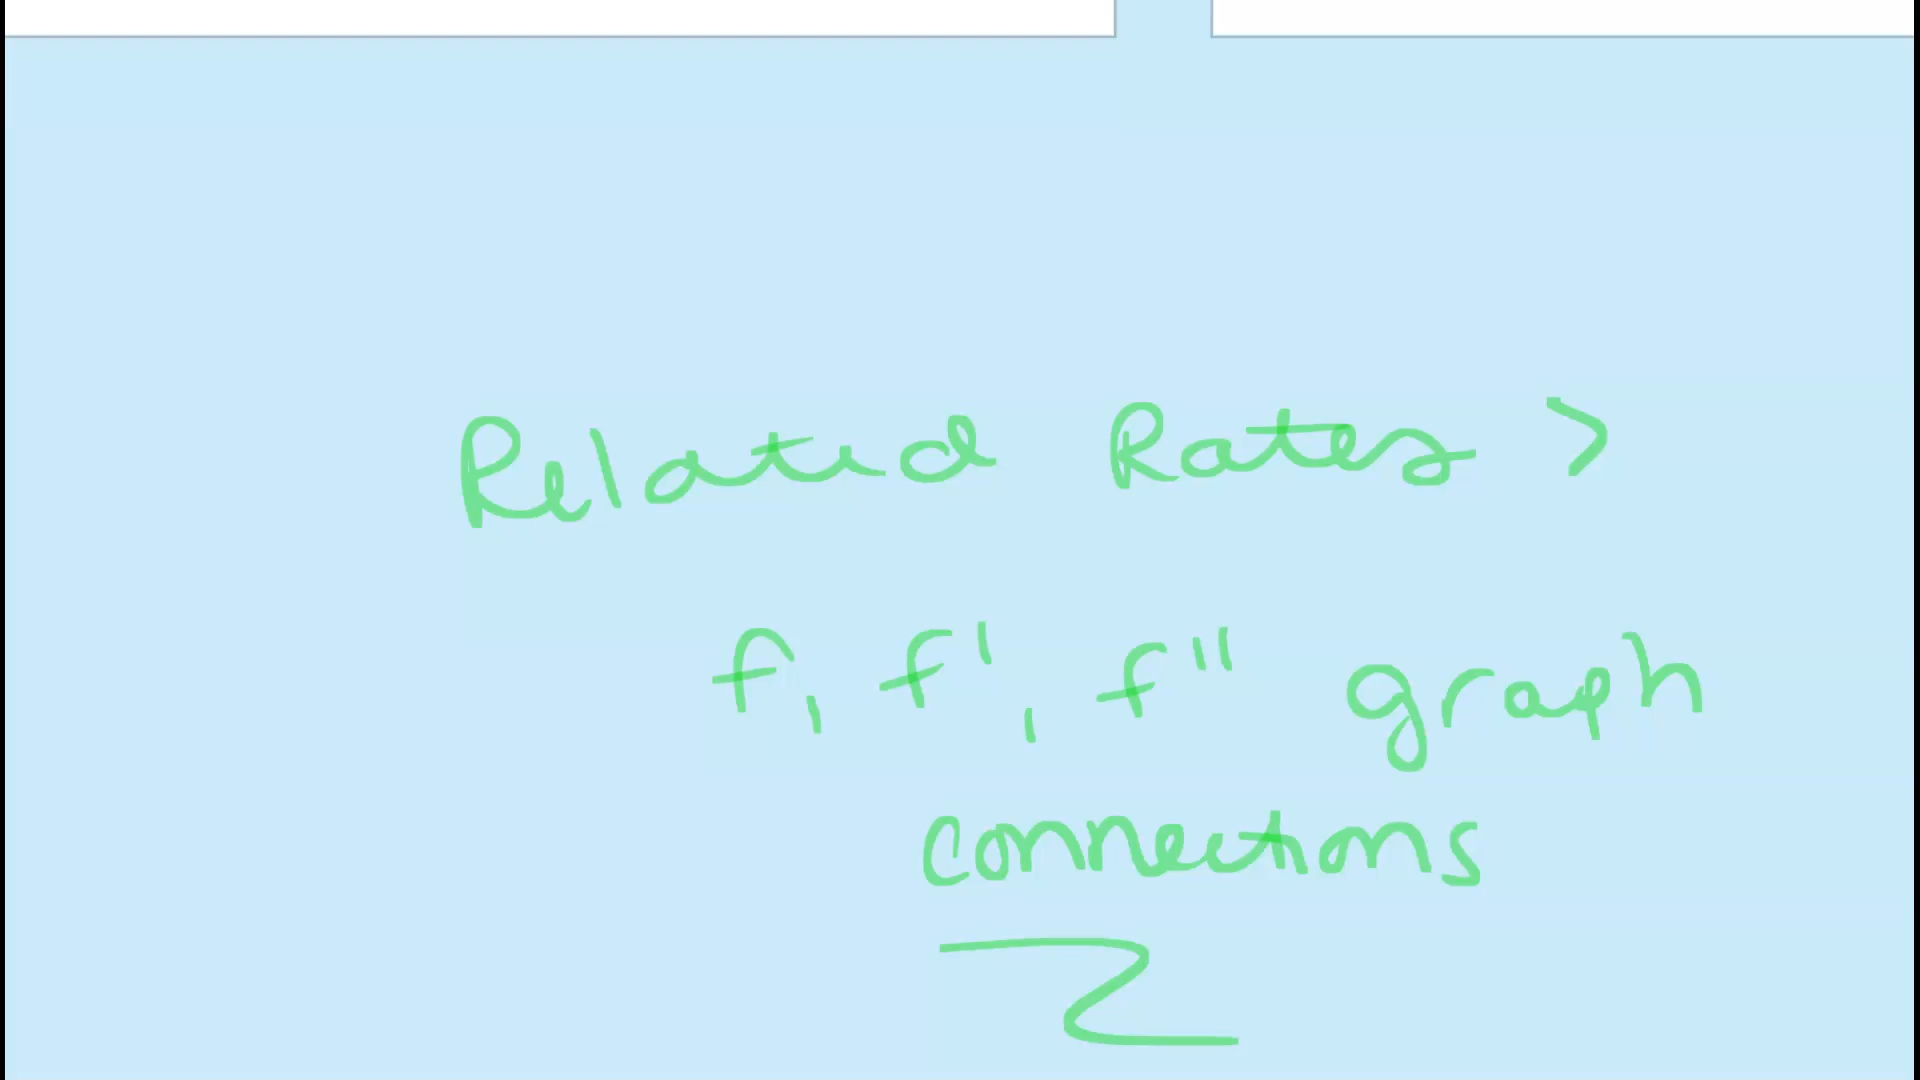 Related Rates >
f, f', f" graph
connections